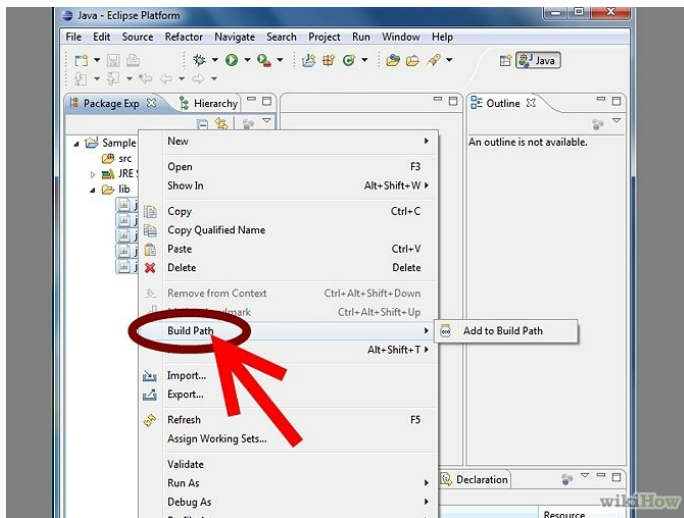 Java - Eclipse Platform
File Edit Source Refactor Navigate Search Project Run Window Help
Java
Package Exp Hierarchy
Outline
An outline is not available.
Sample
src
JRE
lib
New
Open F3
Show In Alt+Shift+W
Copy Ctrl+C
Copy Qualified Name
Paste Ctrl+V
Delete Delete
Remove from Context Ctrl+Alt+Shift+Down
Ctrl+Alt+Shift+Up
Build Path
Add to Build Path
Alt+Shift+T
Import...
Export...
Refresh F5
Assign Working Sets...
Validate
Run As
Debug As
Declaration
Resource
wikiHow